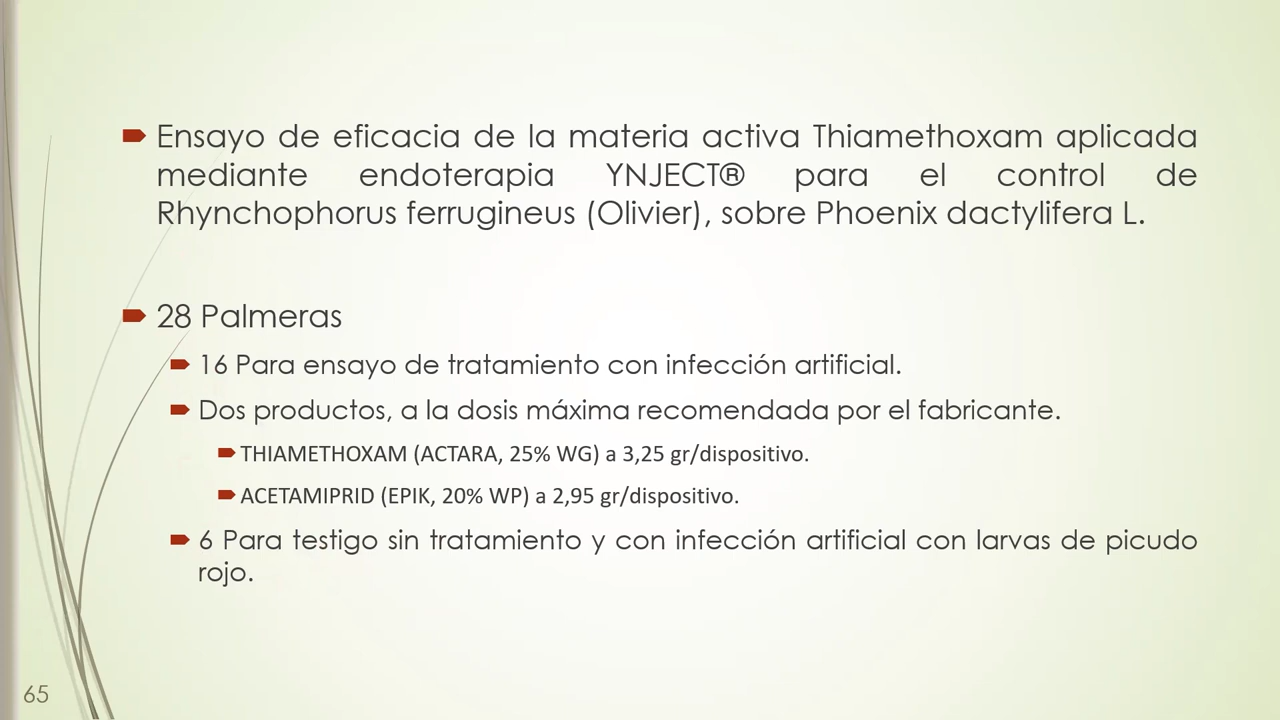 Ensayo de eficacia de la materia activa Thiamethoxam aplicada
mediante endoterapia YNJECT® para el control de
Rhynchophorus ferrugineus (Olivier), sobre Phoenix dactylifera L.
28 Palmeras
16 Para ensayo de tratamiento con infección artificial.
Dos productos, a la dosis máxima recomendada por el fabricante.
THIAMETHOXAM (ACTARA, 25% WG) a 3,25 gr/dispositivo.
ACETAMIPRID (EPIK, 20% WP) a 2,95 gr/dispositivo.
6 Para testigo sin tratamiento y con infección artificial con larvas de picudo
rojo.
65